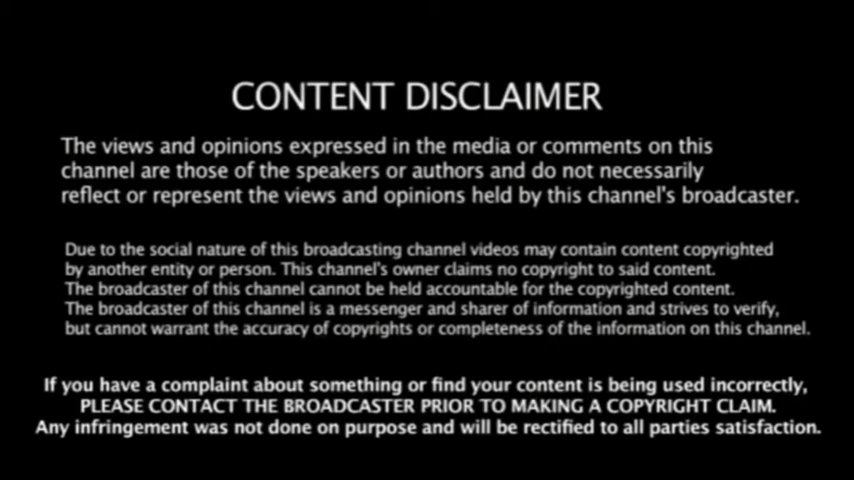 CONTENT DISCLAIMER
The views and opinions expressed in the media or comments on this
channel are those of the speakers or authors and do not necessarily
reflect or represent the views and opinions held by this channel's broadcaster.
Due to the social nature of this broadcasting channel videos may contain content copyrighted
by another entity or person. This channel's owner claims no copyright to said content.
The broadcaster of this channel cannot be held accountable for the copyrighted content.
The broadcaster of this channel is a messenger and sharer of information and strives to verify,
but cannot warrant the accuracy of copyrights or completeness of the information on this channel.
If you have a complaint about something or find your content is being used incorrectly,
PLEASE CONTACT THE BROADCASTER PRIOR TO MAKING A COPYRIGHT CLAIM.
Any infringement was not done on purpose and will be rectified to all parties satisfaction.